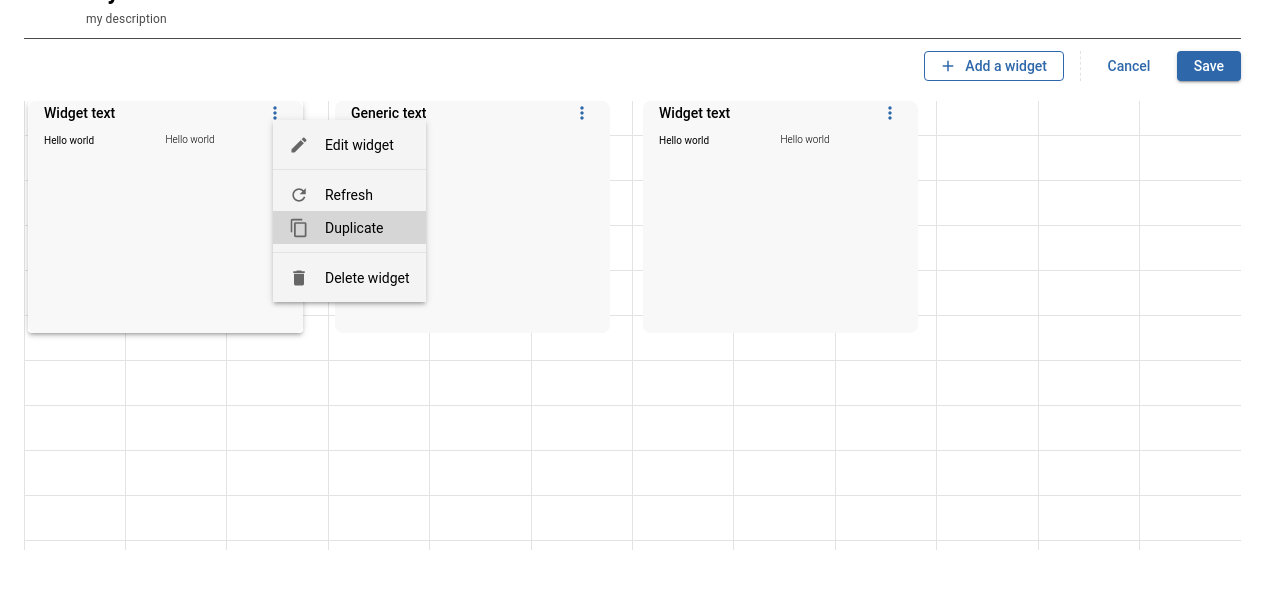 my description
Add a widget
Cancel
Save
Widget text
Hello world
Hello world
Edit widget
Refresh
Duplicate
Delete widget
Generic text
Widget text
Hello world
Hello world